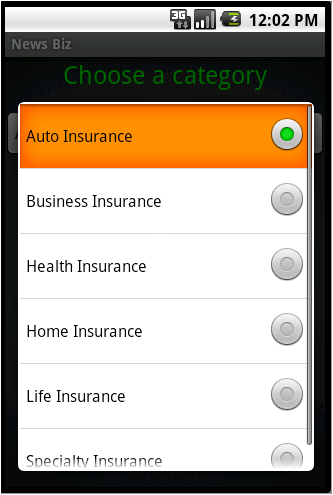 3G 12:02 PM
News Biz
Choose a category
Auto Insurance
Business Insurance
Health Insurance
Home Insurance
Life Insurance
Specialty Insurance